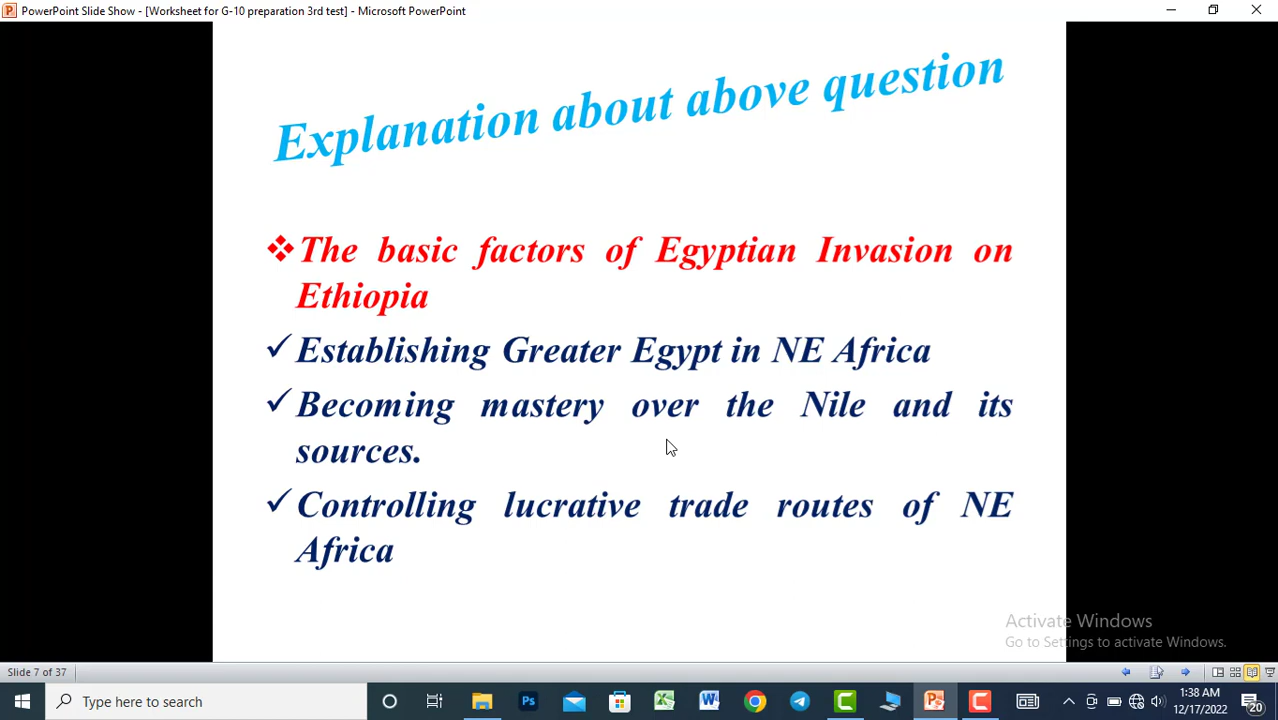 PowerPoint Slide Show - [Worksheet for G-10 preparation 3rd test] - Microsoft PowerPoint
Explanation about above question
The basic factors of Egyptian Invasion on
Ethiopia
Establishing Greater Egypt in NE Africa
Becoming mastery over the Nile and its
sources.
Controlling lucrative trade routes of NE
Africa
Activate Windows
Go to Settings to activate Windows.
Slide 7 of 37
Type here to search
1:38 AM
12/17/2022
20